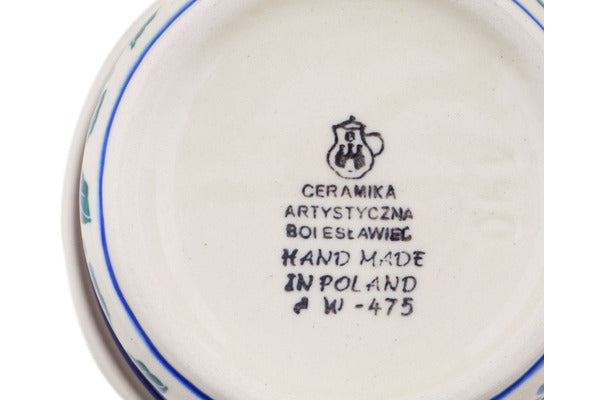 CERAMIKA
ARTYSTYCZNA
BOLESŁAWIEC
HAND MADE
IN POLAND
W-475